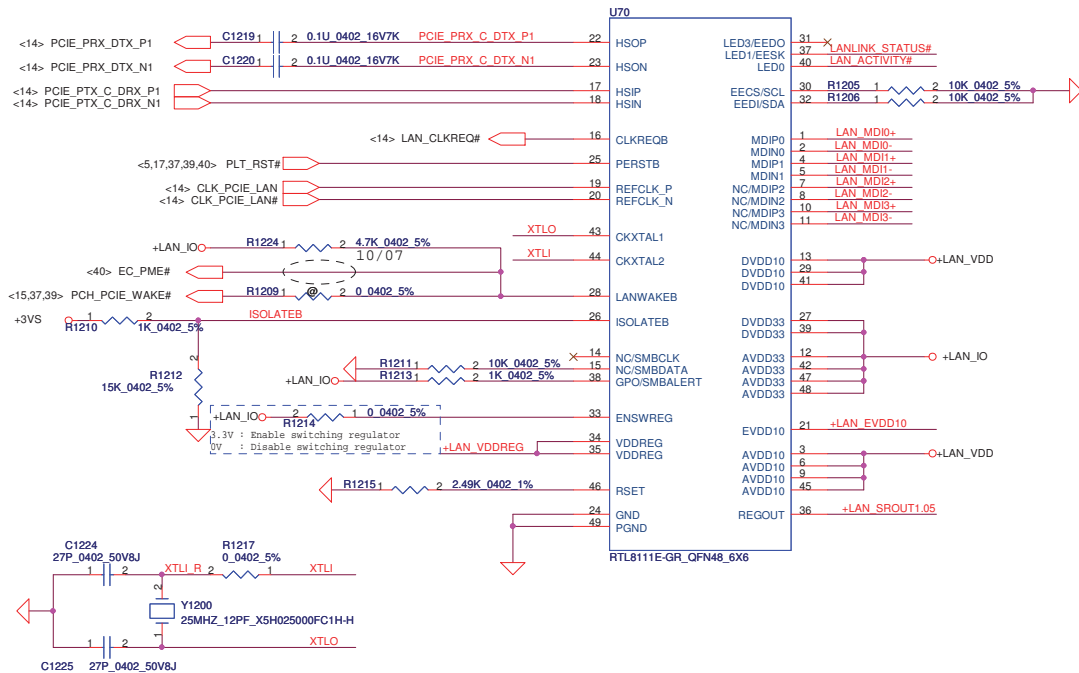 U70
<14> PCIE_PRX_DTX_P1
C1219 1 2 0.1U_0402_16V7K PCIE_PRX_C_DTX_P1 22 HSOP
<14> PCIE_PRX_DTX_N1
C1220 1 2 0.1U_0402_16V7K PCIE_PRX_C_DTX_N1 23 HSON
<14> PCIE_PTX_C_DRX_P1 17 HSIP
<14> PCIE_PTX_C_DRX_N1 18 HSIN
<14> LAN_CLKREQ# 16 CLKREQB
<5,17,37,39,40> PLT_RST# 25 PERSTB
<14> CLK_PCIE_LAN 19 REFCLK_P
<14> CLK_PCIE_LAN# 20 REFCLK_N
XTLO 43 CKXTAL1
XTLI 44 CKXTAL2
+LAN_IO R1224 1 2 4.7K_0402_5%
10/07
<40> EC_PME#
<15,37,39> PCH_PCIE_WAKE# R1209 1 @ 2 0_0402_5% 28 LANWAKEB
+3VS R1210 1 2 1K_0402_5% ISOLATEB 26 ISOLATEB
R1212 2 1
15K_0402_5%
14 NC/SMBCLK
R1211 1 2 10K_0402_5% 15 NC/SMBDATA
+LAN_IO R1213 1 2 1K_0402_5% 38 GPO/SMBALERT
+LAN_IO 2 R1214 1 0_0402_5% 33 ENSWREG
3.3V : Enable switching regulator
0V : Disable switching regulator
+LAN_VDDREG 34 VDDREG
35 VDDREG
R1215 1 2 2.49K_0402_1% 46 RSET
24 GND
49 PGND
LED3/EEDO 31
LED1/EESK 37 LANLINK_STATUS#
LED0 40 LAN_ACTIVITY#
EECS/SCL 30 R1205 1 2 10K_0402_5%
EEDI/SDA 32 R1206 1 2 10K_0402_5%
MDIP0 1 LAN_MDI0+
MDIN0 2 LAN_MDI0-
MDIP1 4 LAN_MDI1+
MDIN1 5 LAN_MDI1-
NC/MDIP2 7 LAN_MDI2+
NC/MDIN2 8 LAN_MDI2-
NC/MDIP3 10 LAN_MDI3+
NC/MDIN3 11 LAN_MDI3-
DVDD10 13 +LAN_VDD
DVDD10 29
DVDD10 41
DVDD33 27
DVDD33 39
AVDD33 12 +LAN_IO
AVDD33 42
AVDD33 47
AVDD33 48
EVDD10 21 +LAN_EVDD10
AVDD10 3 +LAN_VDD
AVDD10 6
AVDD10 9
AVDD10 45
REGOUT 36 +LAN_SROUT1.05
RTL8111E-GR_QFN48_6X6
C1224
27P_0402_50V8J
1 2 XTLI_R
R1217
0_0402_5%
2 1 XTLI
2
Y1200
25MHZ_12PF_X5H025000FC1H-H
1
1 2 XTLO
C1225 27P_0402_50V8J